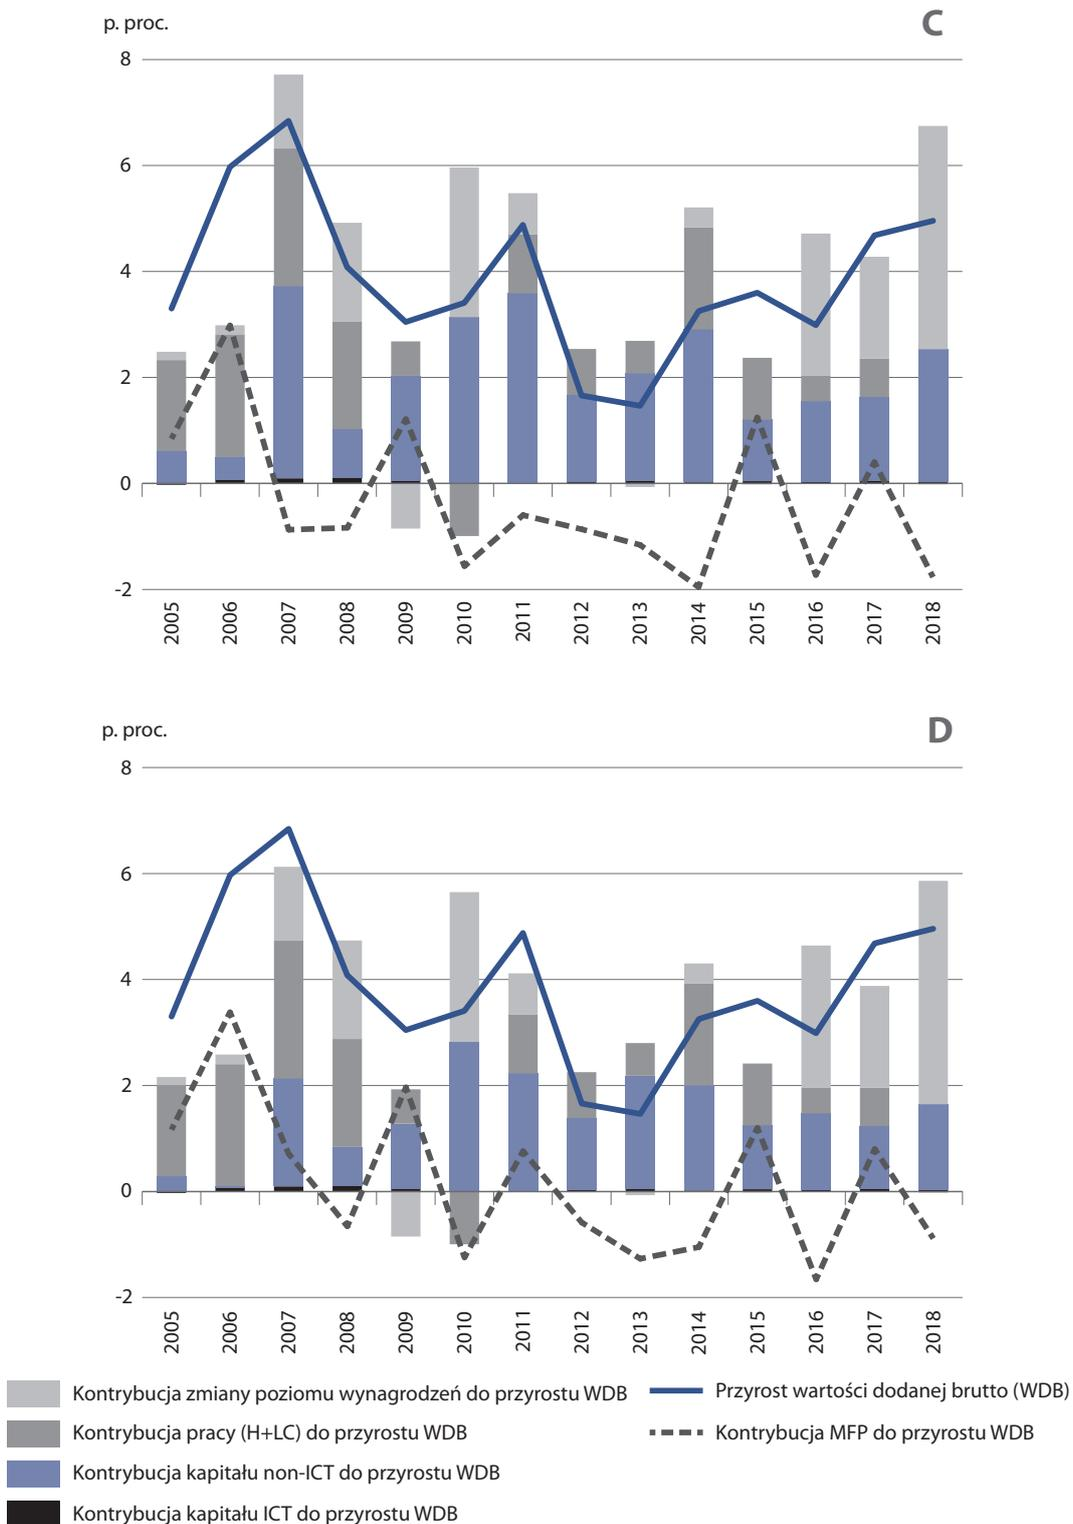 p. proc. C
8
6
4
2
0
-2
2005 2006 2007 2008 2009 2010 2011 2012 2013 2014 2015 2016 2017 2018
p. proc. D
8
6
4
2
0
-2
2005 2006 2007 2008 2009 2010 2011 2012 2013 2014 2015 2016 2017 2018
Kontrybucja zmiany poziomu wynagrodzeń do przyrostu WDB Przyrost wartości dodanej brutto (WDB)
Kontrybucja pracy (H+LC) do przyrostu WDB Kontrybucja MFP do przyrostu WDB
Kontrybucja kapitału non-ICT do przyrostu WDB
Kontrybucja kapitału ICT do przyrostu WDB